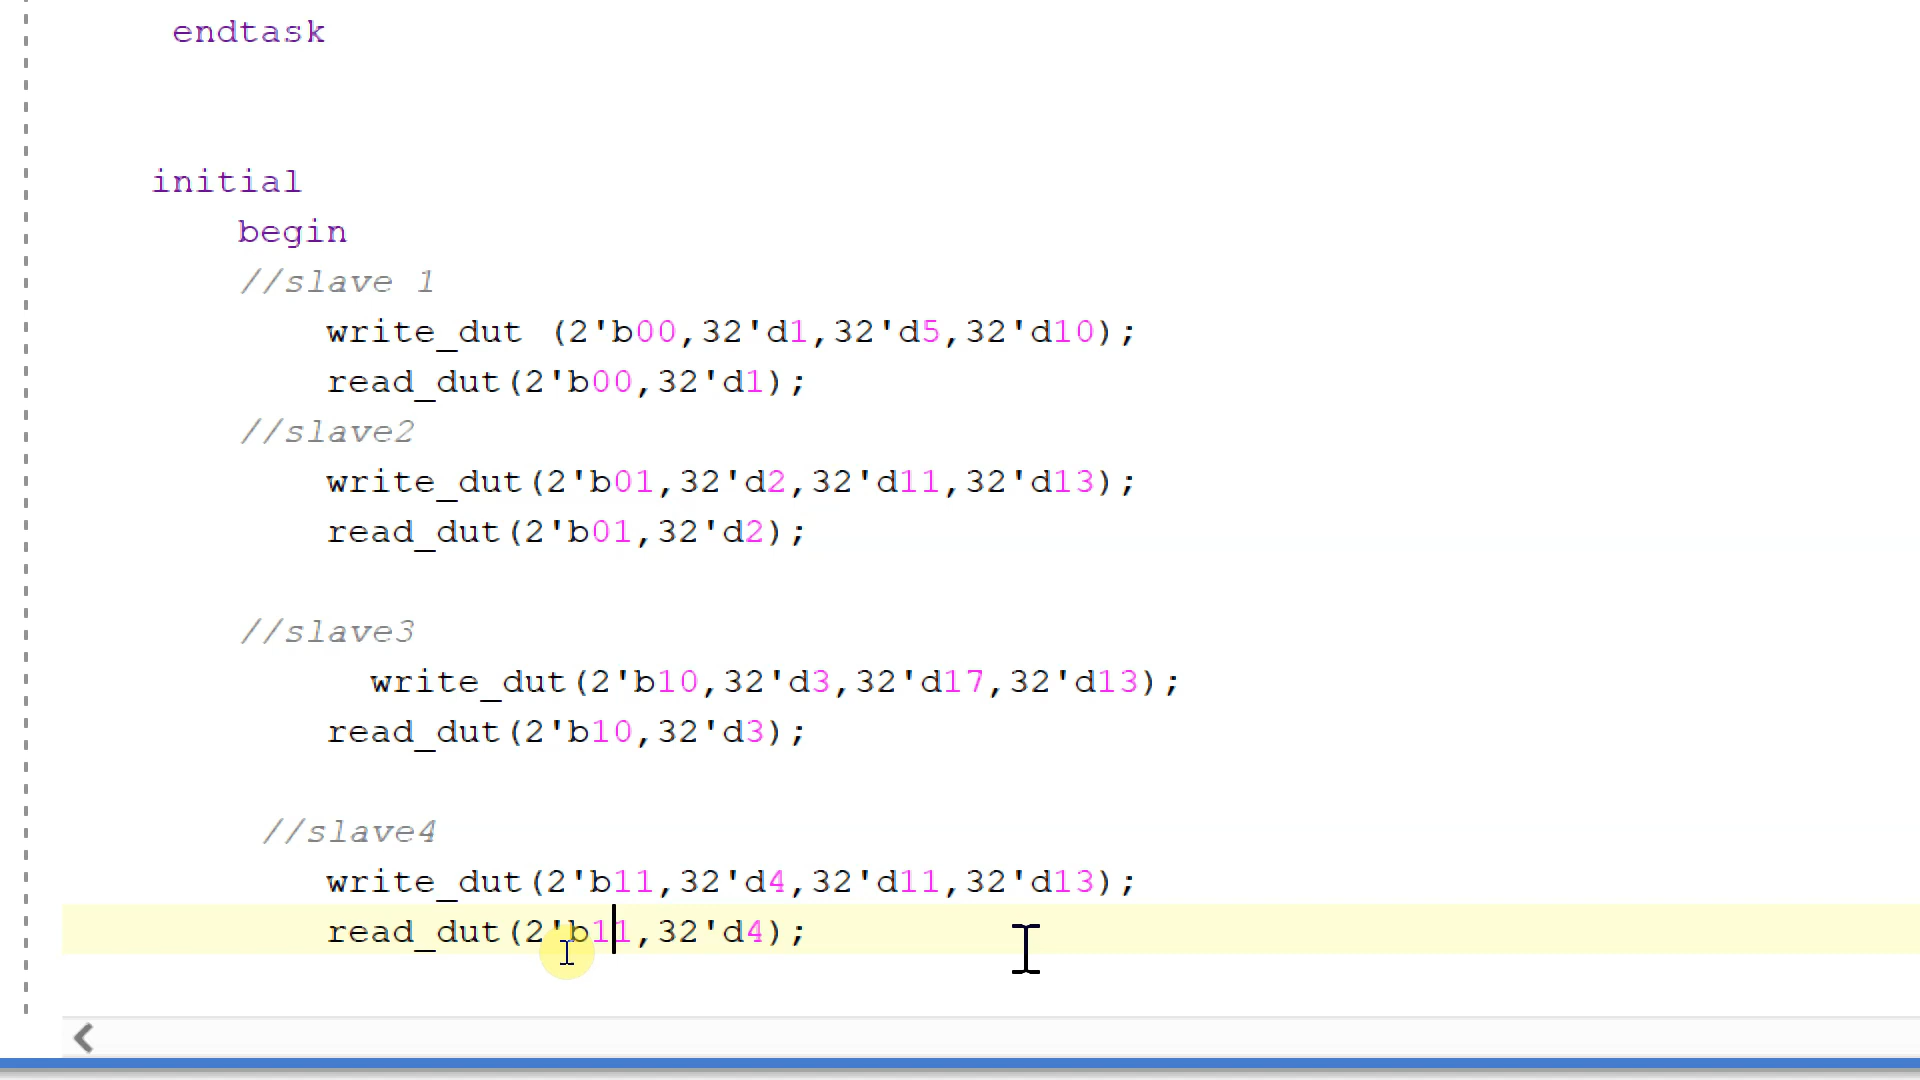 endtask
initial
begin
//slave 1
write_dut (2'b00,32'd1,32'd5,32'd10);
read_dut(2'b00,32'd1);
//slave2
write_dut(2'b01,32'd2,32'd11,32'd13);
read_dut(2'b01,32'd2);
//slave3
write_dut(2'b10,32'd3,32'd17,32'd13);
read_dut(2'b10,32'd3);
//slave4
write_dut(2'b11,32'd4,32'd11,32'd13);
read_dut(2'b11,32'd4);